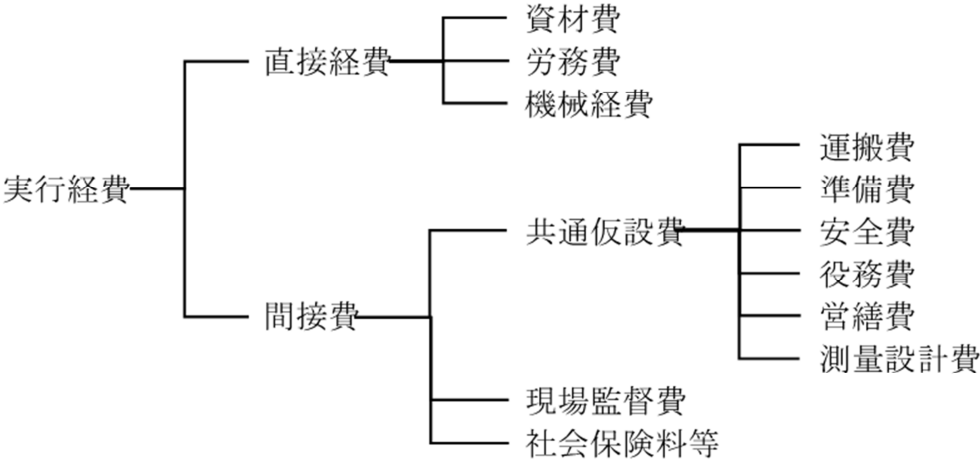 実行経費
直接経費
資材費
労務費
機械経費
間接費
共通仮設費
運搬費
準備費
安全費
役務費
営繕費
測量設計費
現場監督費
社会保険料等